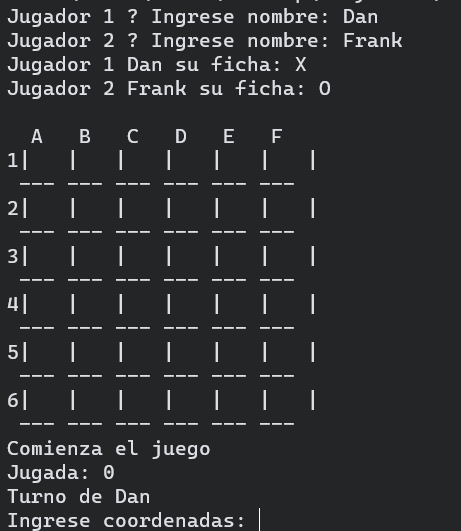 Jugador 1 ? Ingrese nombre: Dan
Jugador 2 ? Ingrese nombre: Frank
Jugador 1 Dan su ficha: X
Jugador 2 Frank su ficha: O
  A   B   C   D   E   F
1|   |   |   |   |   |   |
 --- --- --- --- --- ---
2|   |   |   |   |   |   |
 --- --- --- --- --- ---
3|   |   |   |   |   |   |
 --- --- --- --- --- ---
4|   |   |   |   |   |   |
 --- --- --- --- --- ---
5|   |   |   |   |   |   |
 --- --- --- --- --- ---
6|   |   |   |   |   |   |
 --- --- --- --- --- ---
Comienza el juego
Jugada: 0
Turno de Dan
Ingrese coordenadas: